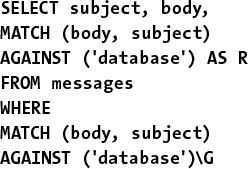 SELECT subject, body,
MATCH (body, subject)
AGAINST ('database') AS R
FROM messages
WHERE
MATCH (body, subject)
AGAINST ('database')\G